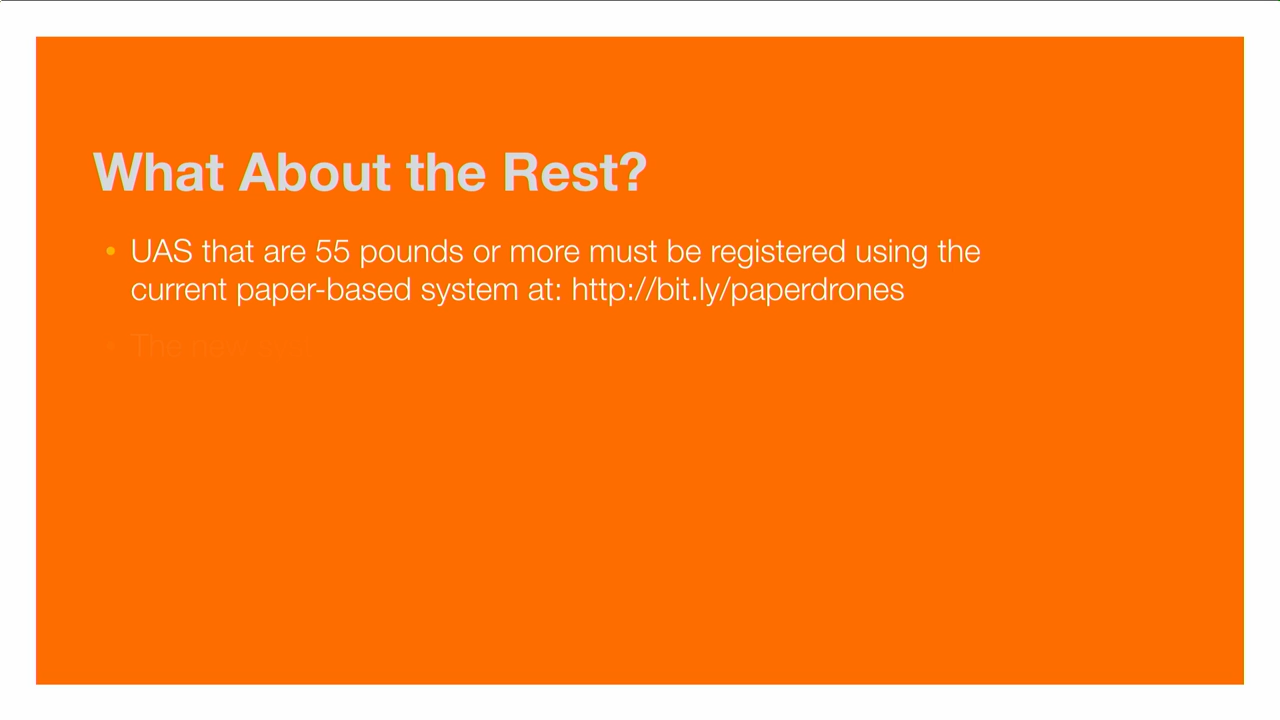 What About the Rest?
• UAS that are 55 pounds or more must be registered using the
current paper-based system at: http://bit.ly/paperdrones
• The